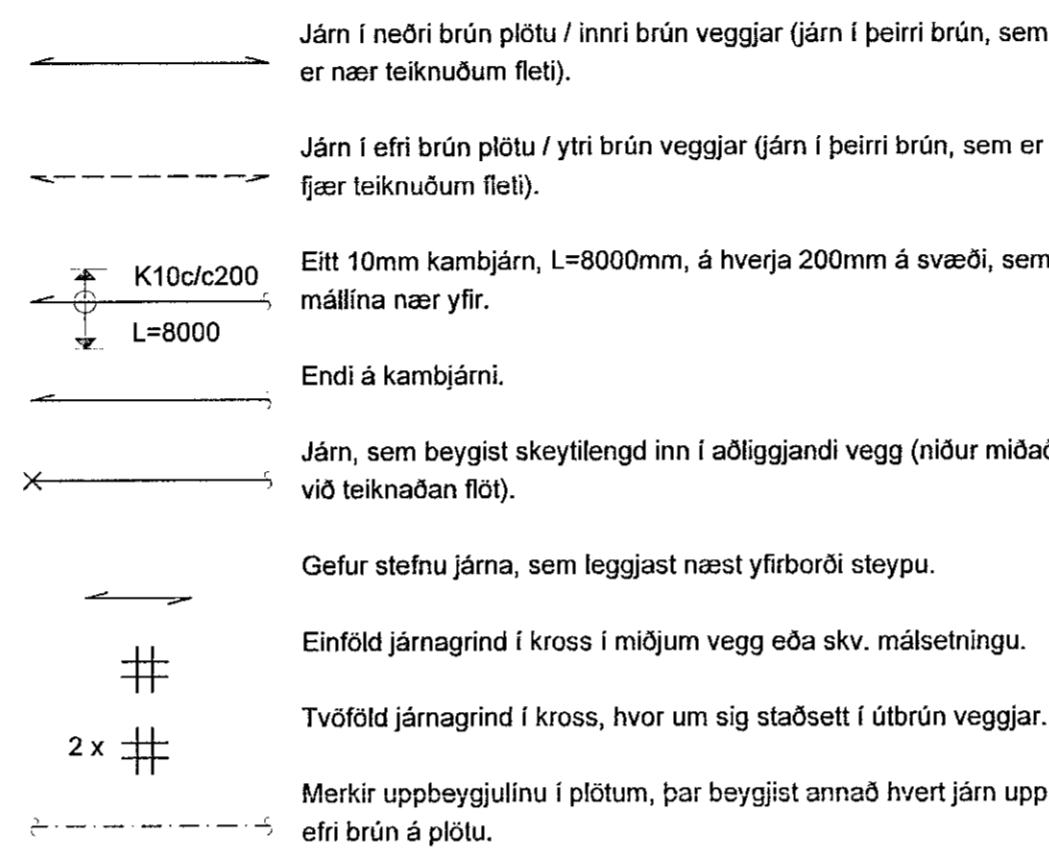 Járn í neðri brún plötu / innri brún veggjar (járn í þeirri brún, sem
er nær teiknuðum fleti).
Járn í efri brún plötu / ytri brún veggjar (járn í þeirri brún, sem er
fjær teiknuðum fleti).
K10c/c200
L=8000
Eitt 10mm kambjárn, L=8000mm, á hverja 200mm á svæði, sem
mállína nær yfir.
Endi á kambjárni.
Járn, sem beygist skeytilengd inn í aðliggjandi vegg (niður miðað
við teiknaðan flöt).
Gefur stefnu járna, sem leggjast næst yfirborði steypu.
Einföld járnagrind í kross í miðjum vegg eða skv. málsetningu.
2 x
Tvöföld járnagrind í kross, hvor um sig staðsett í útbrún veggjar.
Merkir uppbeygjulínu í plötum, þar beygjist annað hvert járn upp
efri brún á plötu.